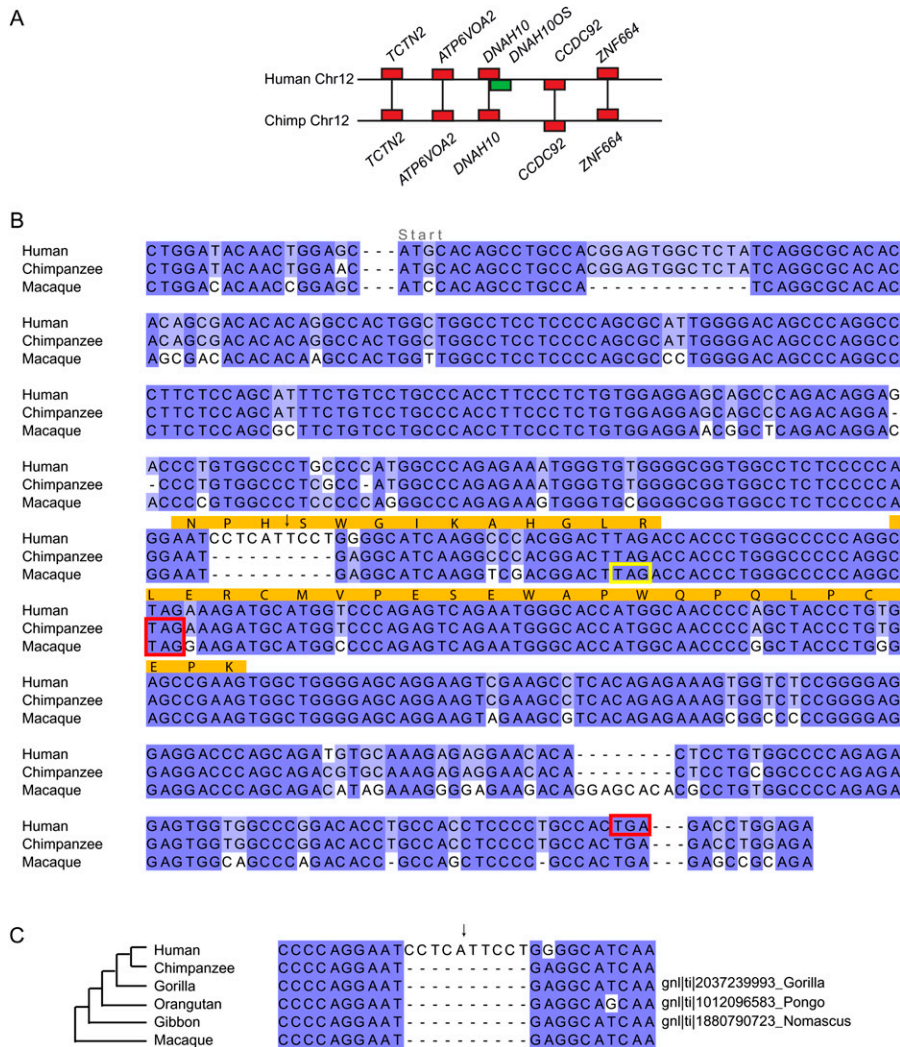 A
TCTN2 ATP6VOA2 DNAH10 DNAH10OS CCDC92 ZNF664
Human Chr12
Chimp Chr12
TCTN2 ATP6VOA2 DNAH10 CCDC92 ZNF664
B
Start
Human CTGGATACAACTGGAGC---ATGCACAGCCTGCCACGGAGTGGCTCTATCAGGCGCACAC
Chimpanzee CTGGATACAACTGGAAC---ATGCACAGCCTGCCACGGAGTGGCTCTATCAGGCGCACAC
Macaque CTGGACACAACCGGAGC---ATCCACAGCCTGCCA-------------TCAGGCGCACAC
Human ACAGCGACACACAGGCCACTGGCTGGCCTCCTCCCCAGCGCATTGGGGACAGCCCAGGCC
Chimpanzee ACAGCGACACACAGGCCACTGGCTGGCCTCCTCCCCAGCGCATTGGGGACAGCCCAGGCC
Macaque AGCGACACACACAAGCCACTGGTTGGCCTCCTCCCCAGCGCCCTGGGGACAGCCCAGGCC
Human CTTCTCCAGCATTTCTGTCCTGCCCACCTTCCCTCTGTGGAGGAGCAGCCCAGACAGGAG
Chimpanzee CTTCTCCAGCATTTCTGTCCTGCCCACCTTCCCTCTGTGGAGGAGCAGCCCAGACAGGA-
Macaque CTTCTCCAGCGCTTCTGTCCTGCCCACCTTCCCTCTGTGGAGGAACGGCTCAGACAGGAC
Human ACCCTGTGGCCCTGCCCCATGGCCCAGAGAAATGGGTGTGGGGCGGTGGCCTCTCCCCCA
Chimpanzee -CCCTGTGGCCCTCGCC-ATGGCCCAGAGAAATGGGTGTGGGGCGGTGGCCTCTCCCCCA
Macaque ACCCCGTGGCCCTCCCCCAGGGCCCAGAGAAGTGGGTGCGGGGCGGTGGCCTCTCCCCCA
N P H S W G I K A H G L R
Human GGAATCCTCATTCCTGGGGCATCAAGGCCCACGGACTTAGACCACCCTGGGCCCCCAGGC
Chimpanzee GGAAT----------GAGGCATCAAGGCCCACGGACTTAGACCACCCTGGGCCCCCAGGC
Macaque GGAAT----------GAGGCATCAAGGTCGACGGACTTAGACCACCCTGGGCCCCCAGGC
L E R C M V P E S E W A P W Q P Q L P C
Human TAGAAAGATGCATGGTCCCAGAGTCAGAATGGGCACCATGGCAACCCCAGCTACCCTGTG
Chimpanzee TAGAAAGATGCATGGTCCCAGAGTCAGAATGGGCACCATGGCAACCCCAGCTACCCTGTG
Macaque TAGGAAGATGCATGGCCCCAGAGTCAGAATGGGCACCATGGCAACCCCGGCTACCCTGGG
E P K
Human AGCCGAAGTGGCTGGGGAGCAGGAAGTCGAAGCCTCACAGAGAAAGTGGTCTCCGGGGAG
Chimpanzee AGCCGAAGTGGCTGGGGAGCAGGAAGTCGAAGCCTCACAGAGAAAGTGGTCTCCGGGGAG
Macaque AGCCGAAGTGGCTGGGGAGCAGGAAGTAGAAGCGTCACAGAGAAAGCGGCCCCCGGGGAG
Human GAGGACCCAGCAGATGTGCAAAGAGAGGAACACA--------CTCCTGTGGCCCCAGAGA
Chimpanzee GAGGACCCAGCAGACGTGCAAAGAGAGGAACACA--------CTCCTGCGGCCCCAGAGA
Macaque GAGGACCCAGCAGACATAGAAAGGGGAGAAGACAGGAGCACACGCCTGTGGCCCCAGAGA
Human GAGTGGTGGCCCGGACACCTGCCACCTCCCCTGCCACTGA---GACCTGGAGA
Chimpanzee GAGTGGTGGCCCGGACACCTGCCACCTCCCCTGCCACTGA---GACCTGGAGA
Macaque GAGTGGCAGCCCAGACACC-GCCAGCTCCCC-GCCACTGA---GAGCCGCAGA
C
Human CCCCAGGAATCCTCATTCCTGGGGCATCAA
Chimpanzee CCCCAGGAAT----------GAGGCATCAA
Gorilla CCCCAGGAAT----------GAGGCATCAA gnl|ti|2037239993_Gorilla
Orangutan CCCCAGGAAT----------GAGGCAGCAA gnl|ti|1012096583_Pongo
Gibbon CCCCAGGAAT----------GAGGCATCAA gnl|ti|1880790723_Nomascus
Macaque CCCCAGGAAT----------GAGGCATCAA